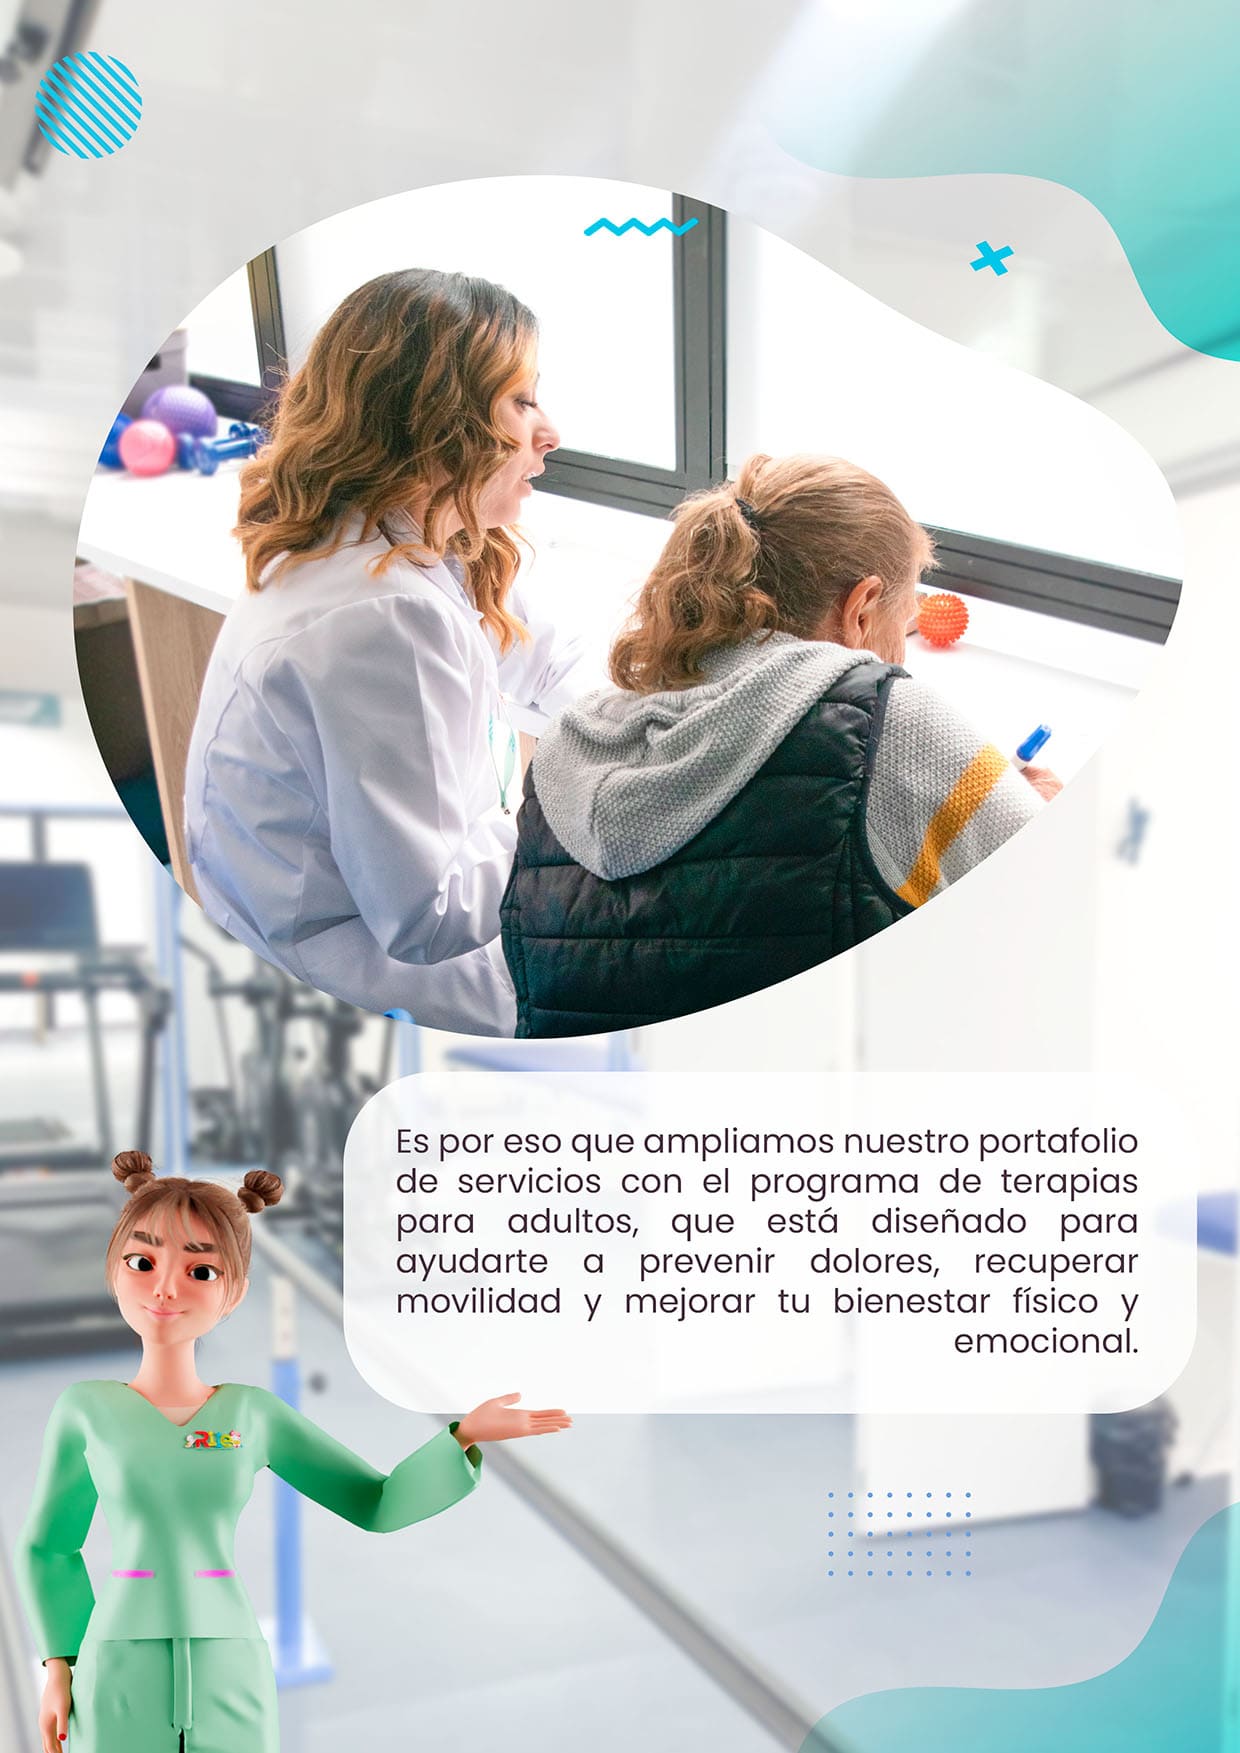 Es por eso que ampliamos nuestro portafolio
de servicios con el programa de terapias
para adultos, que está diseñado para
ayudarte a prevenir dolores, recuperar
movilidad y mejorar tu bienestar físico y
emocional.